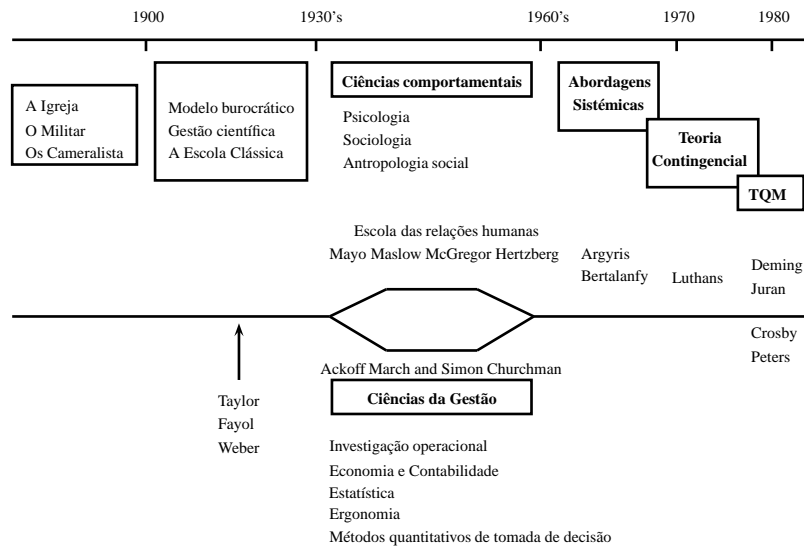 1900
1930’s
1960’s
1970
1980
A Igreja
O Militar
Os Cameralista
Modelo burocrático
Gestão científica
A Escola Clássica
Ciências comportamentais
Psicologia
Sociologia
Antropologia social
Abordagens
Sistémicas
Teoria
Contingencial
TQM
Escola das relações humanas
Mayo Maslow McGregor Hertzberg
Argyris
Bertalanfy
Luthans
Deming
Juran
Crosby
Peters
Taylor
Fayol
Weber
Ackoff March and Simon Churchman
Ciências da Gestão
Investigação operacional
Economia e Contabilidade
Estatística
Ergonomia
Métodos quantitativos de tomada de decisão